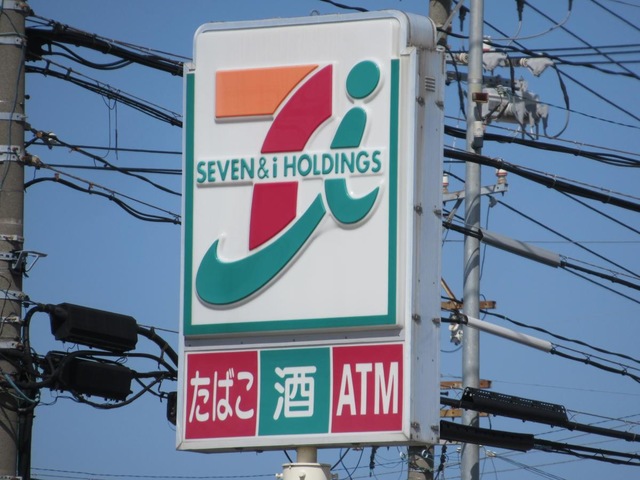 SEVEN&i HOLDINGS
たばこ 酒 ATM